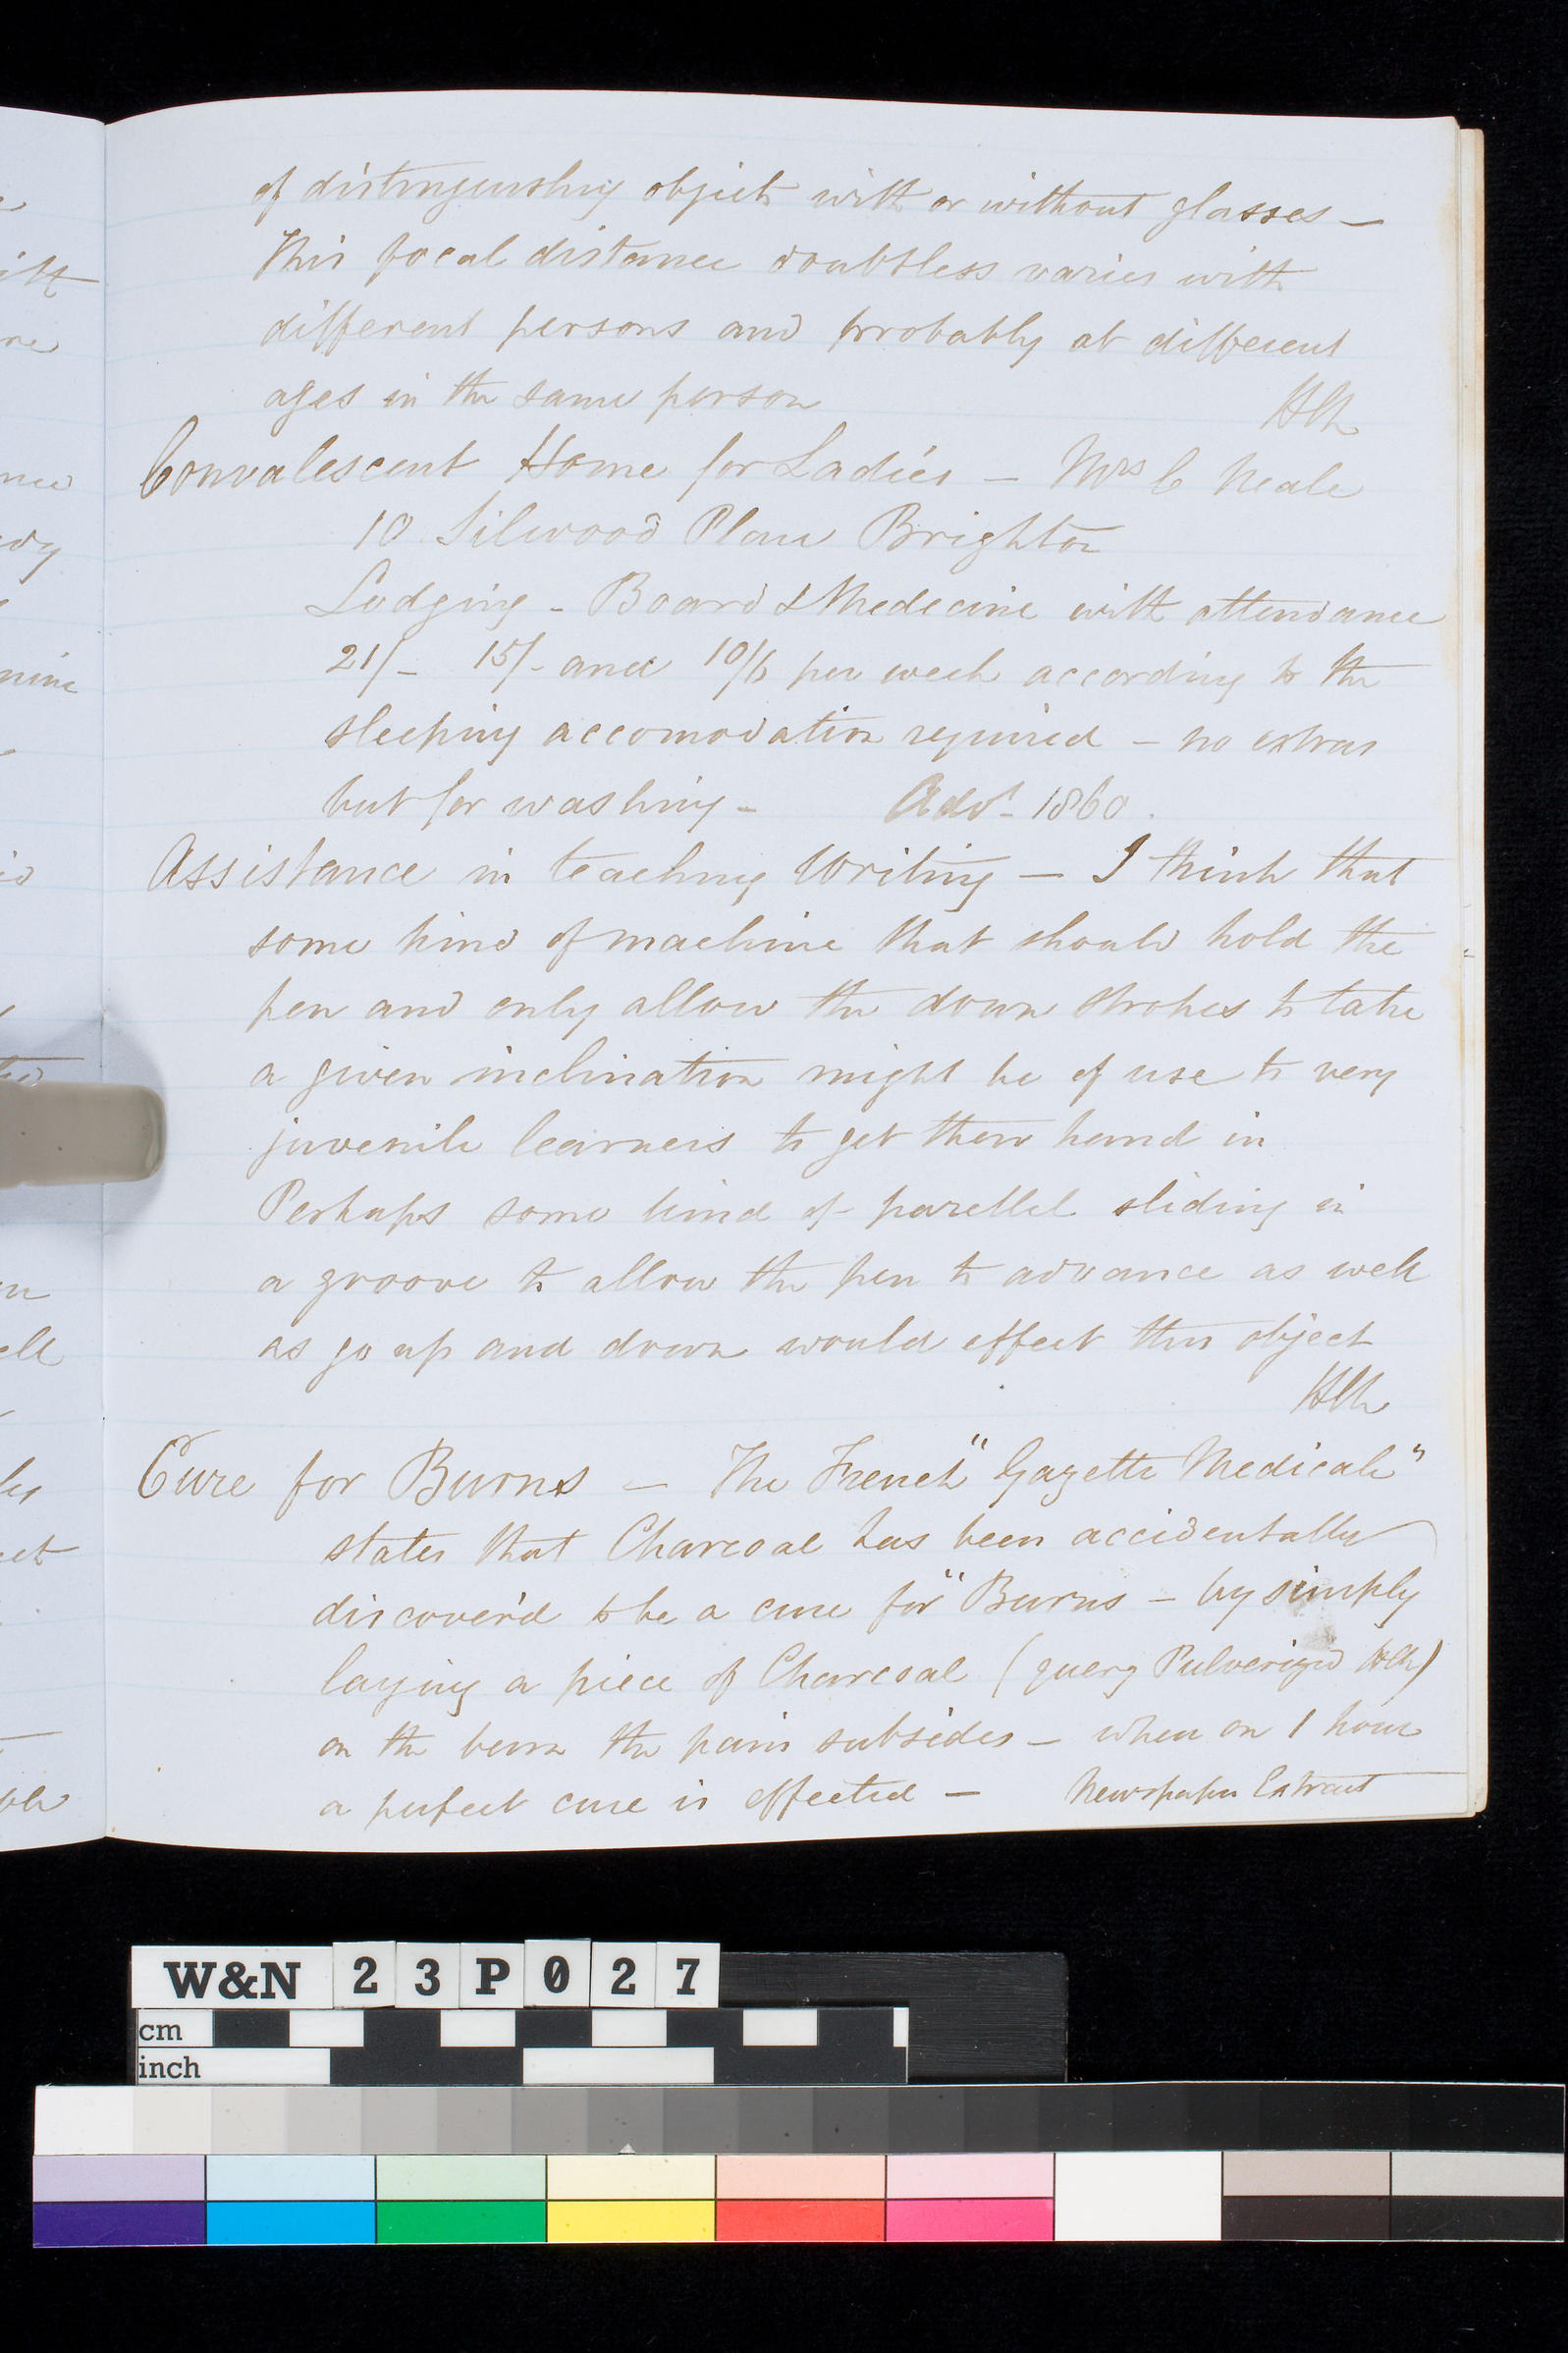 of distinguishing objects with or without glasses —
This focal distance doubtless varies with
different persons and probably at different
ages in the same person
Convalescent Home for Ladies — Mrs C Neale
10 Silwood Place Brighton
Lodging - Board & Medecine with attendance
21/- 15/- and 10/6 per week according to the
sleeping accomodation required — no extras
but for washing - Advt - 1860.
Assistance in teaching Writing — I think that
some kind of machine that should hold the
pen and only allow the down strokes to take
a given inclination might be of use to very
juvenile learners to get their hand in
Perhaps some kind of parellel sliding in
a groove to allow the pen to advance as well
as go up and down would effect this object
Cure for Burns — The French "Gazette Medicale"
states that Charcoal has been accidentally
discover'd to be a cure for "Burns — by simply
laying a piece of Charcoal (query Pulverized
on the burn the pain subsides — when on 1 hour
a perfect cure is effected — Newspaper Extract
W&N 23P027
cm
inch